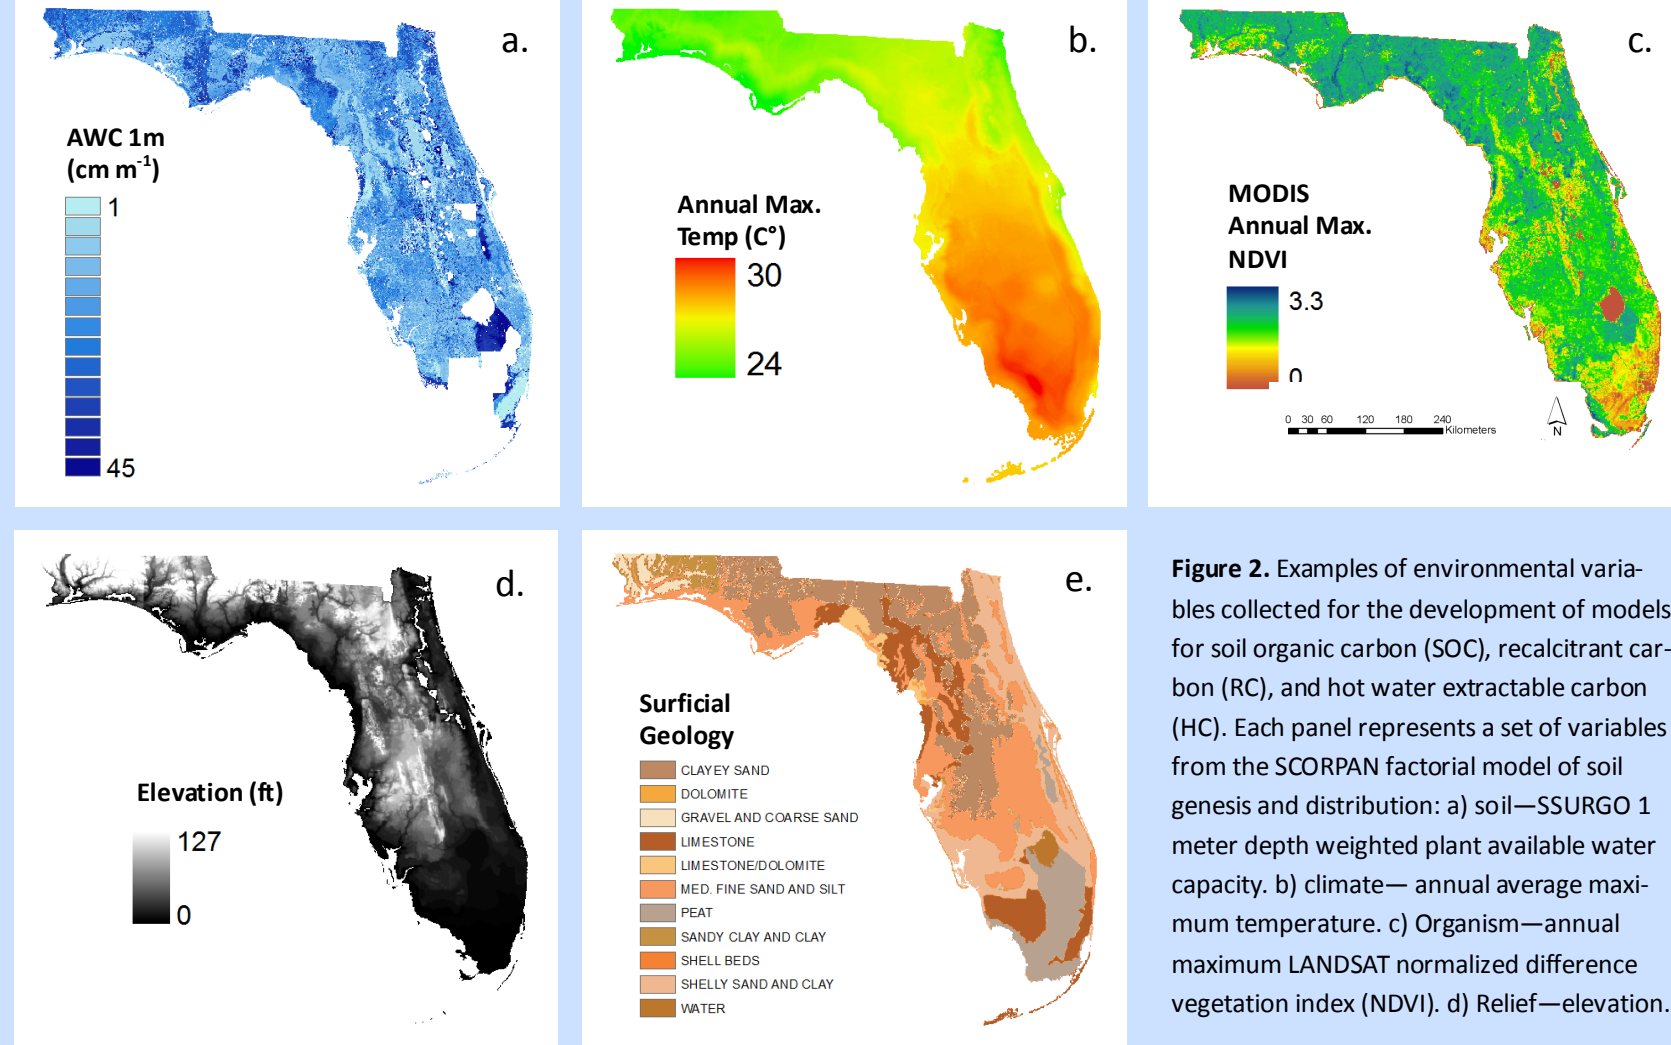 a.
AWC 1m
(cm m-1)
1
45
b.
Annual Max.
Temp (C°)
30
24
c.
MODIS
Annual Max.
NDVI
3.3
0
0 30 60 120 180 240
Kilometers
N
d.
Elevation (ft)
127
0
e.
Surficial
Geology
CLAYEY SAND
DOLOMITE
GRAVEL AND COARSE SAND
LIMESTONE
LIMESTONE/DOLOMITE
MED. FINE SAND AND SILT
PEAT
SANDY CLAY AND CLAY
SHELL BEDS
SHELLY SAND AND CLAY
WATER
Figure 2. Examples of environmental varia-
bles collected for the development of models
for soil organic carbon (SOC), recalcitrant car-
bon (RC), and hot water extractable carbon
(HC). Each panel represents a set of variables
from the SCORPAN factorial model of soil
genesis and distribution: a) soil—SSURGO 1
meter depth weighted plant available water
capacity. b) climate— annual average maxi-
mum temperature. c) Organism—annual
maximum LANDSAT normalized difference
vegetation index (NDVI). d) Relief—elevation.